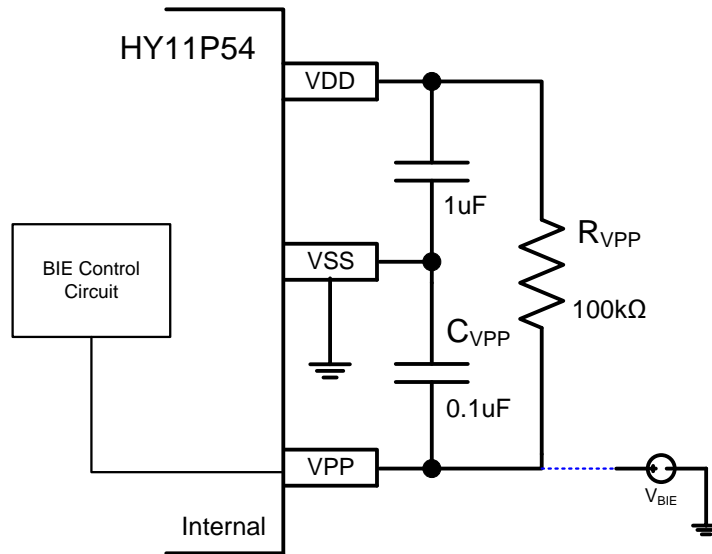 HY11P54
VDD
1uF
RVPP
BIE Control
Circuit
VSS
100kΩ
CVPP
0.1uF
VPP
VBIE
Internal